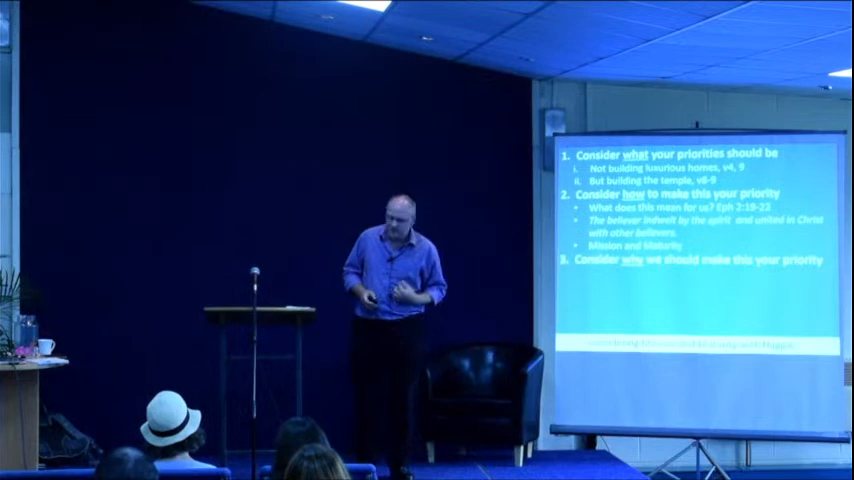 1. Consider what your priorities should be
i. Not building luxurious homes, v4, 9
ii. But building the temple, v8-9
2. Consider how to make this your priority
• What does this mean for us? Eph 2:19-22
• The believer indwelt by the spirit and united in Christ
with other believers.
• Mission and Maturity
3. Consider why we should make this your priority